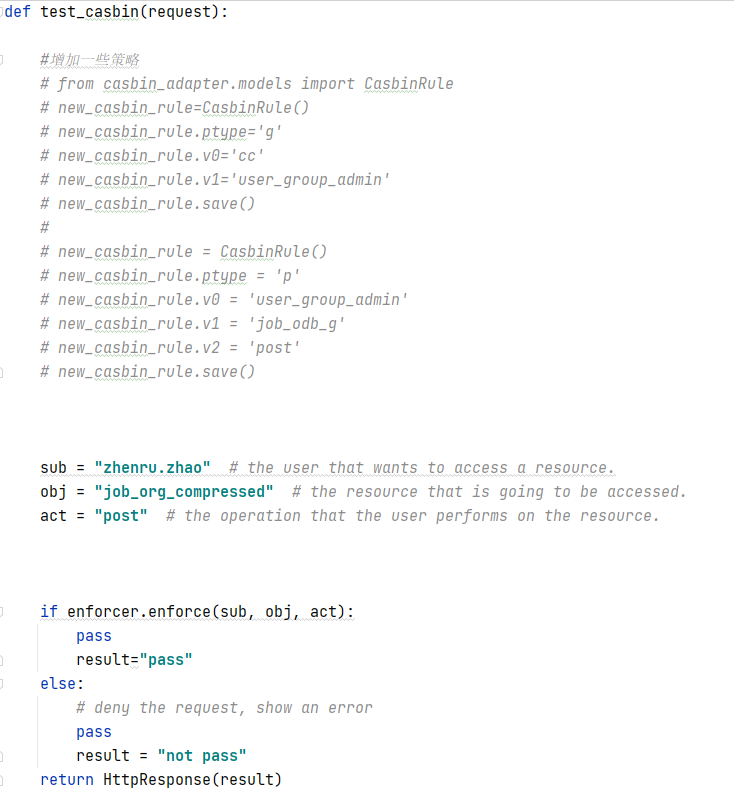 def test_casbin(request):
#增加一些策略
# from casbin_adapter.models import CasbinRule
# new_casbin_rule=CasbinRule()
# new_casbin_rule.ptype='g'
# new_casbin_rule.v0='cc'
# new_casbin_rule.v1='user_group_admin'
# new_casbin_rule.save()
#
# new_casbin_rule = CasbinRule()
# new_casbin_rule.ptype = 'p'
# new_casbin_rule.v0 = 'user_group_admin'
# new_casbin_rule.v1 = 'job_odb_g'
# new_casbin_rule.v2 = 'post'
# new_casbin_rule.save()
sub = "zhenru.zhao"  # the user that wants to access a resource.
obj = "job_org_compressed"  # the resource that is going to be accessed.
act = "post"  # the operation that the user performs on the resource.
if enforcer.enforce(sub, obj, act):
pass
result="pass"
else:
# deny the request, show an error
pass
result = "not pass"
return HttpResponse(result)